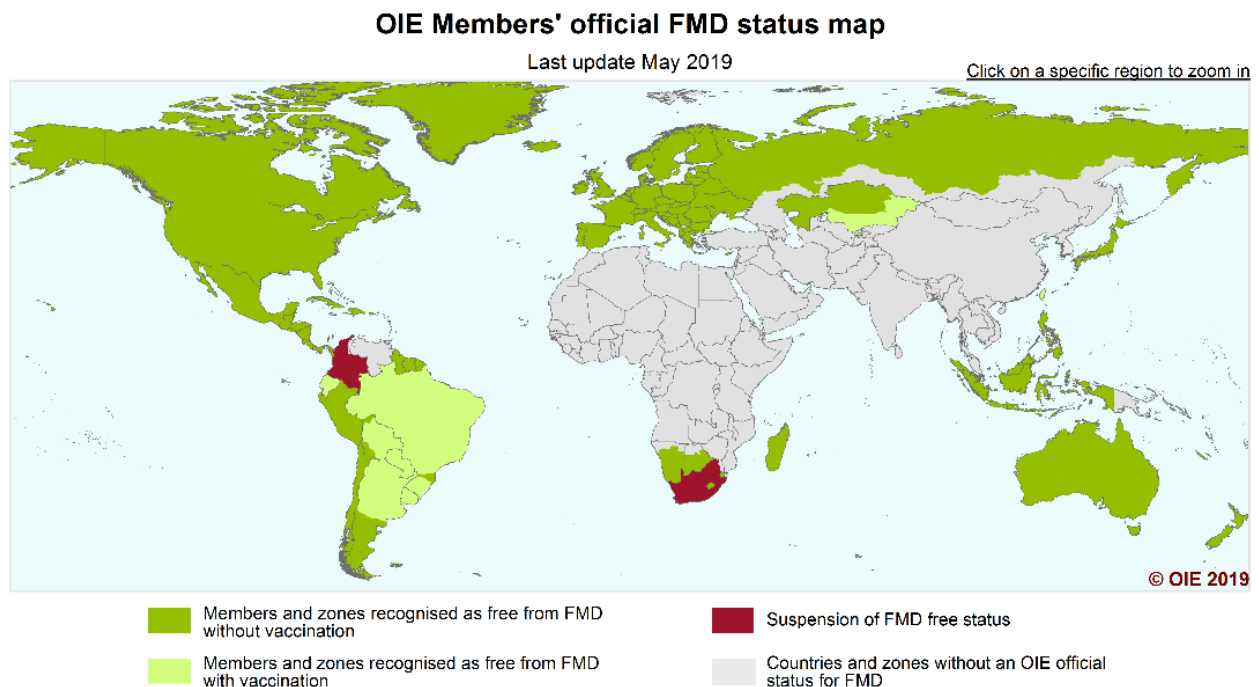 OIE Members' official FMD status map
Last update May 2019
Click on a specific region to zoom in
© OIE 2019
Members and zones recognised as free from FMD
without vaccination
Suspension of FMD free status
Members and zones recognised as free from FMD
with vaccination
Countries and zones without an OIE official
status for FMD